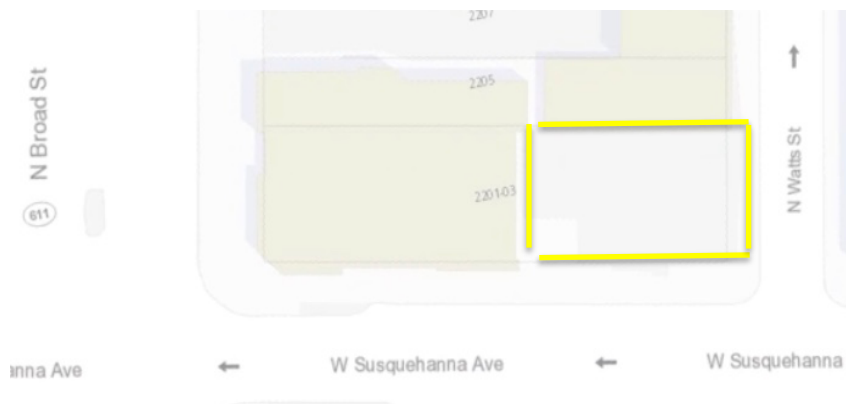 2207
N Broad St
2205
N Watts St
2201-03
611
anna Ave
W Susquehanna Ave
W Susquehanna